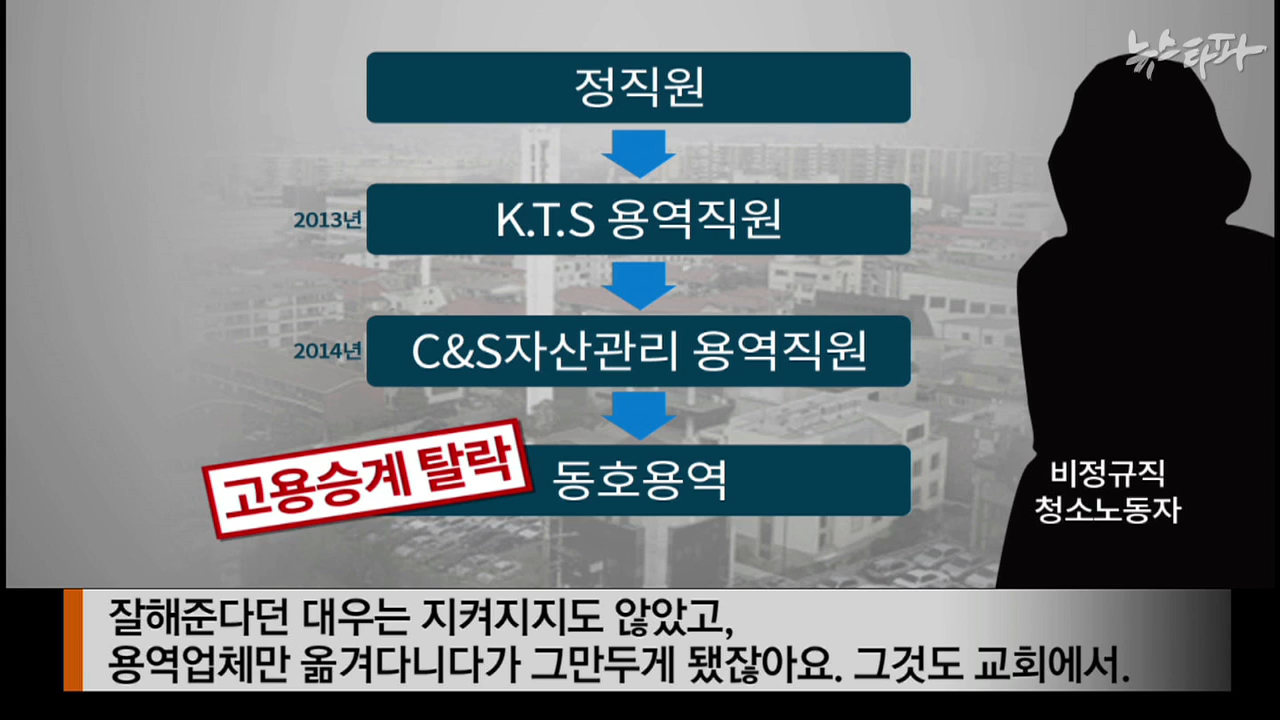 뉴스타파
정직원
2013년 K.T.S 용역직원
2014년 C&S자산관리 용역직원
고용승계 탈락 동호용역
비정규직
청소노동자
잘해준다던 대우는 지켜지지도 않았고,
용역업체만 옮겨다니다가 그만두게 됐잖아요. 그것도 교회에서.